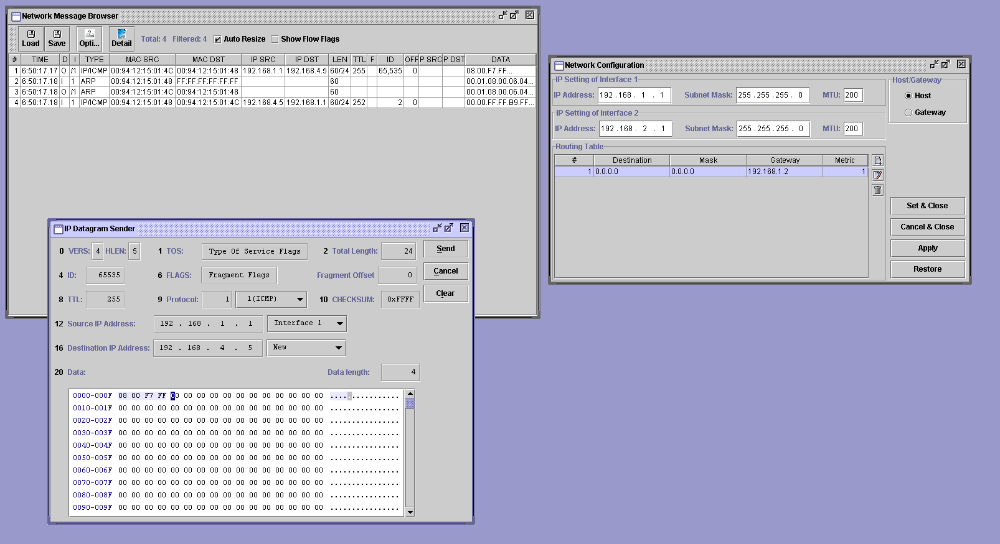 Network Message Browser
Load Save Opti... Detail Total: 4 Filtered: 4 Auto Resize Show Flow Flags
# TIME D I TYPE MAC SRC MAC DST IP SRC IP DST LEN TTL F ID OFF P SRC P DST DATA
1 6:50:17.17 O /1 IP/ICMP 00:94:12:15:01:4C 00:94:12:15:01:48 192.168.1.1 192.168.4.5 60/24 255 65,535 0 08.00.F7.FF...
2 6:50:17.18 I 1 ARP 00:94:12:15:01:48 FF:FF:FF:FF:FF:FF 60 00.01.08.00.06.04...
3 6:50:17.18 O /1 ARP 00:94:12:15:01:4C 00:94:12:15:01:48 60 00.01.08.00.06.04...
4 6:50:17.18 I 1 IP/ICMP 00:94:12:15:01:48 00:94:12:15:01:4C 192.168.4.5 192.168.1.1 60/24 252 2 0 00.00.FF.FF.B9.FF...
Network Configuration
IP Setting of Interface 1
IP Address: 192 .168 . 1 . 1 Subnet Mask: 255 .255 .255 . 0 MTU: 200
IP Setting of Interface 2
IP Address: 192 .168 . 2 . 1 Subnet Mask: 255 .255 .255 . 0 MTU: 200
Host/Gateway
Host
Gateway
Routing Table
# Destination Mask Gateway Metric
1 0.0.0.0 0.0.0.0 192.168.1.2 1
Set & Close
Cancel & Close
Apply
Restore
IP Datagram Sender
0 VERS: 4 HLEN: 5 1 TOS: Type Of Service Flags 2 Total Length: 24 Send
4 ID: 65535 6 FLAGS: Fragment Flags Fragment Offset 0 Cancel
8 TTL: 255 9 Protocol: 1 1(ICMP) 10 CHECKSUM: 0xFFFF Clear
12 Source IP Address: 192 . 168 . 1 . 1 Interface 1
16 Destination IP Address: 192 . 168 . 4 . 5 New
20 Data: Data length: 4
0000-000F 08 00 F7 FF 00 00 00 00 00 00 00 00 00 00 00 00 ................
0010-001F 00 00 00 00 00 00 00 00 00 00 00 00 00 00 00 00 ................
0020-002F 00 00 00 00 00 00 00 00 00 00 00 00 00 00 00 00 ................
0030-003F 00 00 00 00 00 00 00 00 00 00 00 00 00 00 00 00 ................
0040-004F 00 00 00 00 00 00 00 00 00 00 00 00 00 00 00 00 ................
0050-005F 00 00 00 00 00 00 00 00 00 00 00 00 00 00 00 00 ................
0060-006F 00 00 00 00 00 00 00 00 00 00 00 00 00 00 00 00 ................
0070-007F 00 00 00 00 00 00 00 00 00 00 00 00 00 00 00 00 ................
0080-008F 00 00 00 00 00 00 00 00 00 00 00 00 00 00 00 00 ................
0090-009F 00 00 00 00 00 00 00 00 00 00 00 00 00 00 00 00 ................